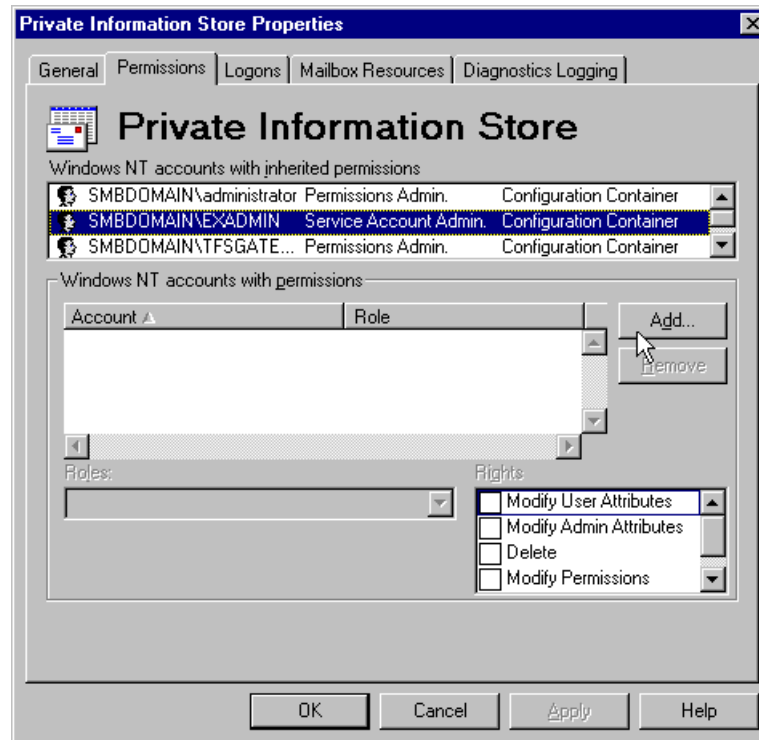 Private Information Store Properties
General Permissions Logons Mailbox Resources Diagnostics Logging
Private Information Store
Windows NT accounts with inherited permissions
SMBDOMAIN\administrator Permissions Admin. Configuration Container
SMBDOMAIN\EXADMIN Service Account Admin. Configuration Container
SMBDOMAIN\TFSGATE... Permissions Admin. Configuration Container
Windows NT accounts with permissions
Account Role
Add...
Remove
Roles:
Rights
Modify User Attributes
Modify Admin Attributes
Delete
Modify Permissions
OK Cancel Apply Help